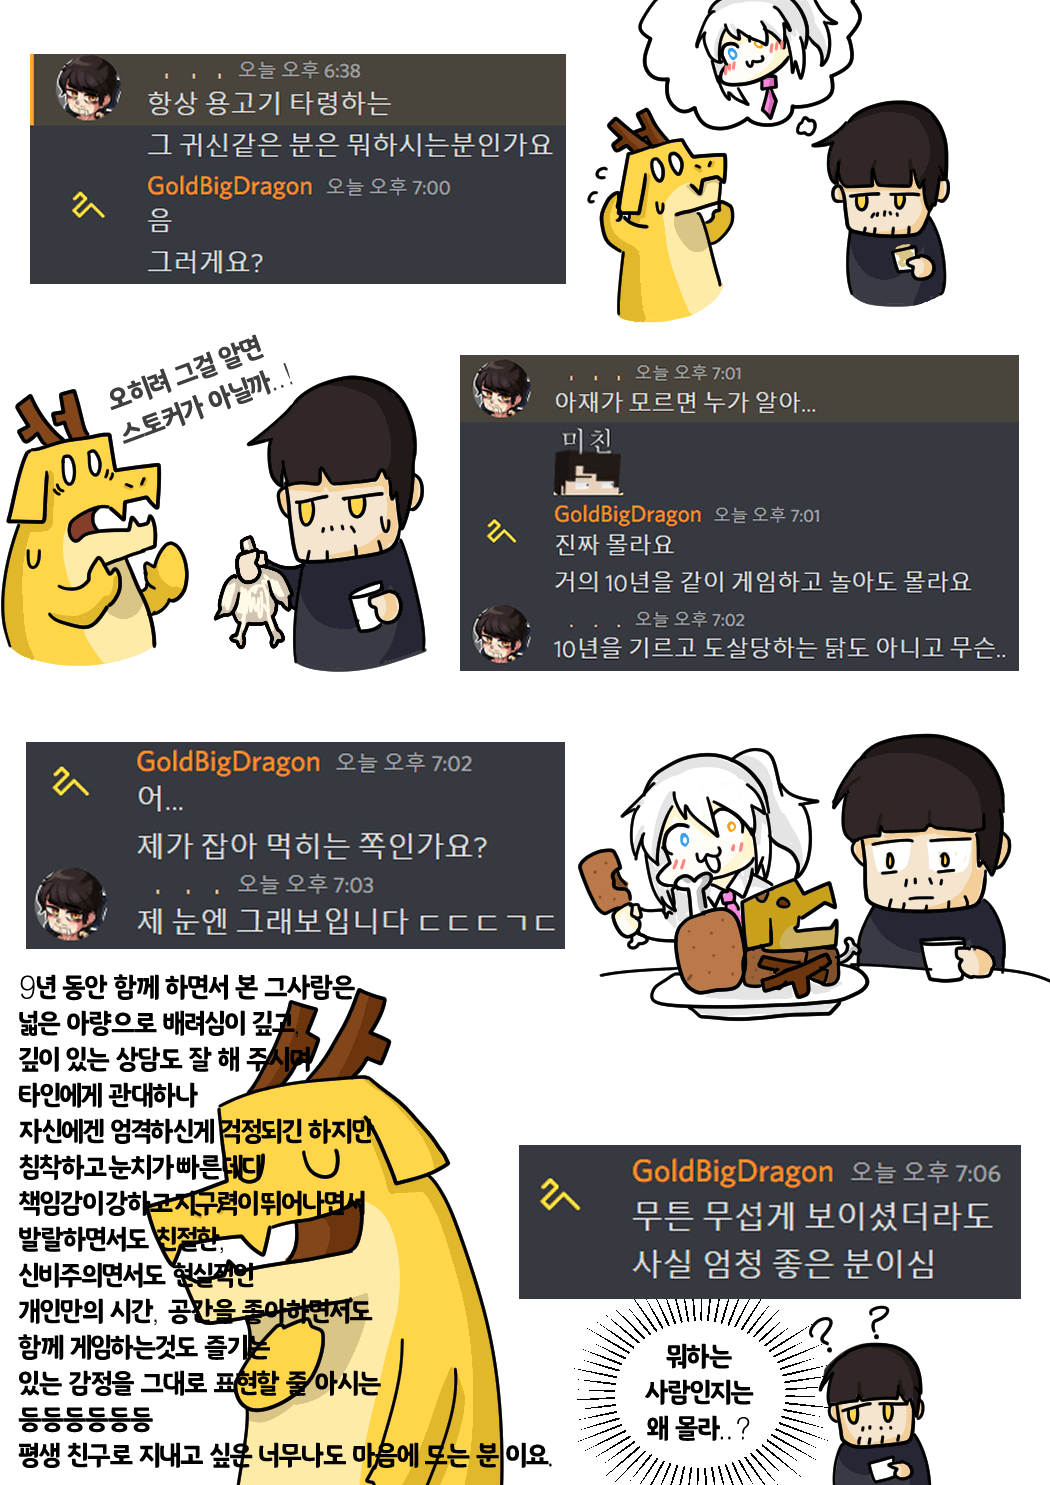 . . . 오늘 오후 6:38
항상 용고기 타령하는
그 귀신같은 분은 뭐하시는분인가요
GoldBigDragon 오늘 오후 7:00
음
그러게요?
오히려 그걸 알면
스토커가 아닐까..!
. . . 오늘 오후 7:01
아재가 모르면 누가 알아...
미친
GoldBigDragon 오늘 오후 7:01
진짜 몰라요
거의 10년을 같이 게임하고 놀아도 몰라요
. . . 오늘 오후 7:02
10년을 기르고 도살당하는 닭도 아니고 무슨..
GoldBigDragon 오늘 오후 7:02
어...
제가 잡아 먹히는 쪽인가요?
. . . 오늘 오후 7:03
제 눈엔 그래보입니다 ㄷㄷㄷㄱㄷ
9년 동안 함께 하면서 본 그사람은
넓은 아량으로 배려심이 깊고,
깊이 있는 상담도 잘 해 주시며
타인에게 관대하나
자신에겐 엄격하신게 걱정되긴 하지만
침착하고 눈치가 빠른데다
책임감이 강하고 지구력이 뛰어나면서
발랄하면서도 친절한,
신비주의면서도 현실적인
개인만의 시간, 공간을 좋아하면서도
함께 게임하는것도 즐기는
있는 감정을 그대로 표현할 줄 아시는
등등등등등등
평생 친구로 지내고 싶은 너무나도 마음에 드는 분 이요.
GoldBigDragon 오늘 오후 7:06
무튼 무섭게 보이셨더라도
사실 엄청 좋은 분이심
? ?
뭐하는
사람인지는
왜 몰라..?